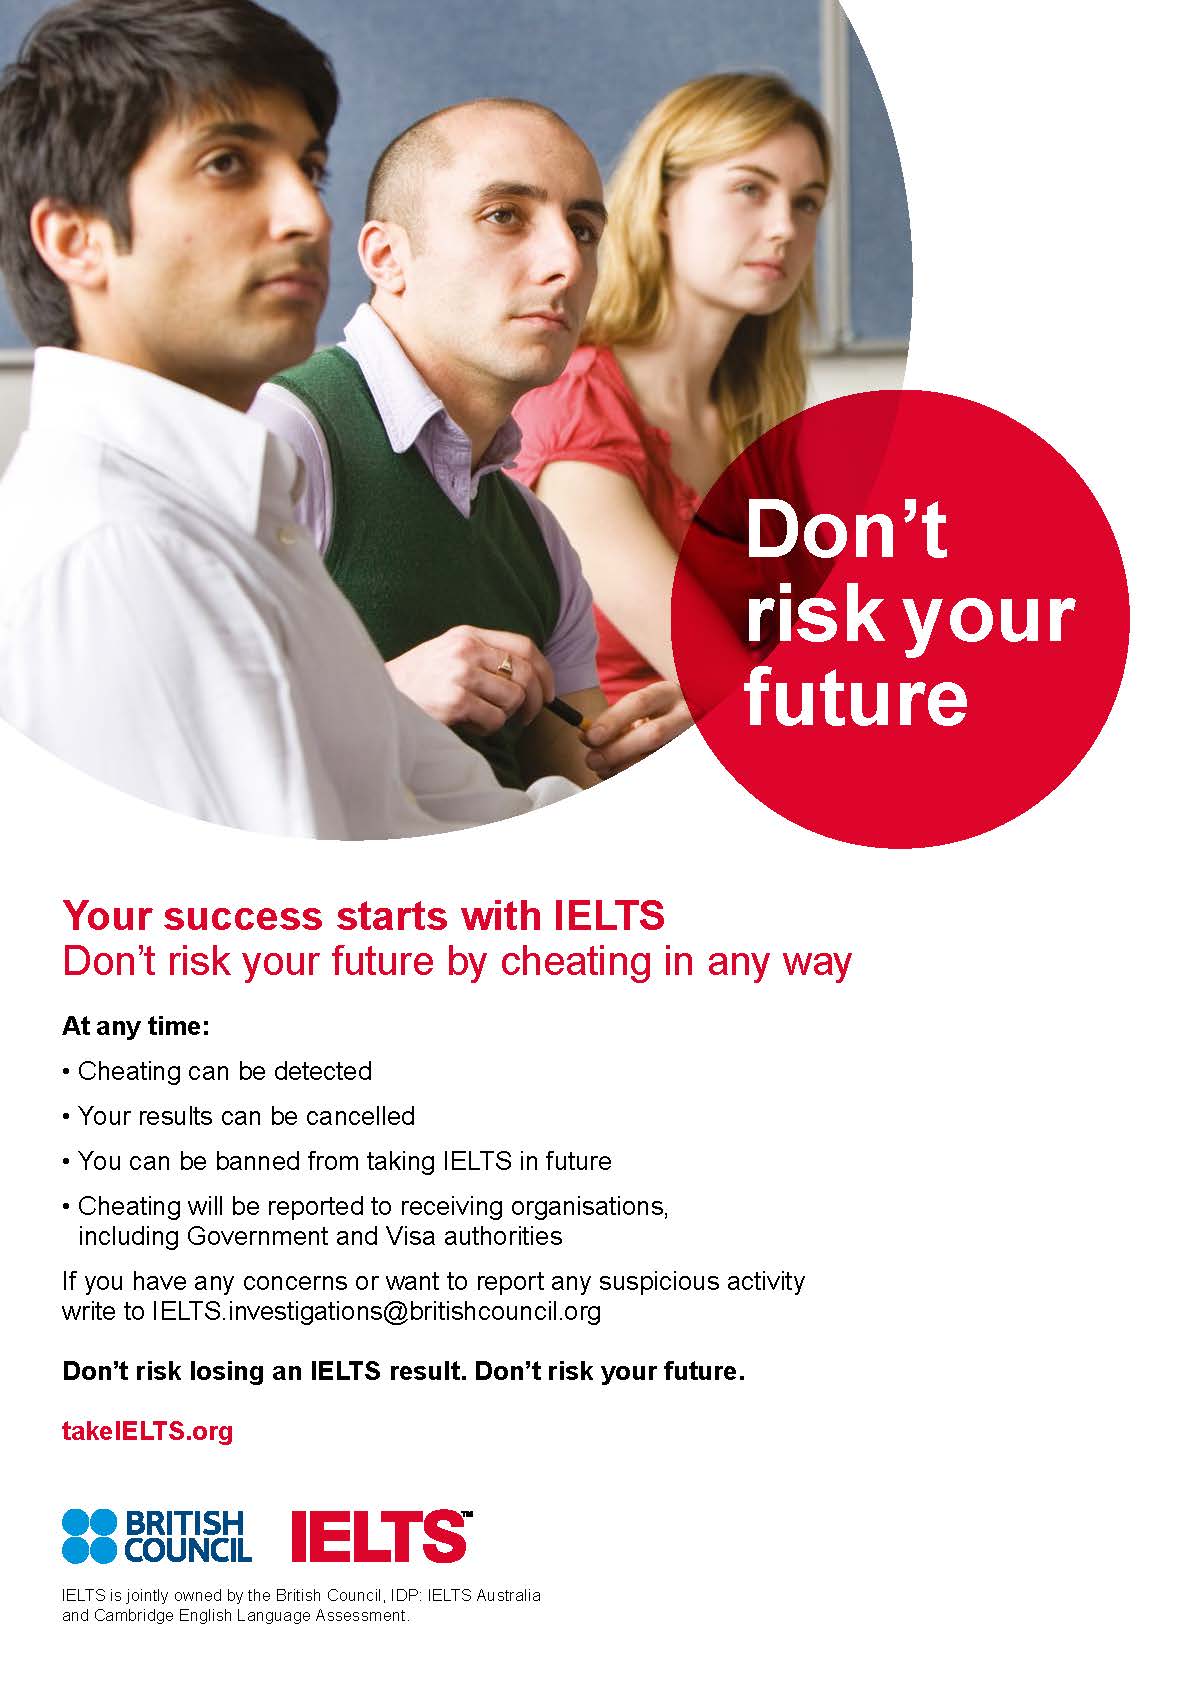 Don’t
risk your
future
Your success starts with IELTS
Don’t risk your future by cheating in any way
At any time:
• Cheating can be detected
• Your results can be cancelled
• You can be banned from taking IELTS in future
• Cheating will be reported to receiving organisations,
including Government and Visa authorities
If you have any concerns or want to report any suspicious activity
write to IELTS.investigations@britishcouncil.org
Don’t risk losing an IELTS result. Don’t risk your future.
takeIELTS.org
BRITISH
COUNCIL
IELTS™
IELTS is jointly owned by the British Council, IDP: IELTS Australia
and Cambridge English Language Assessment.